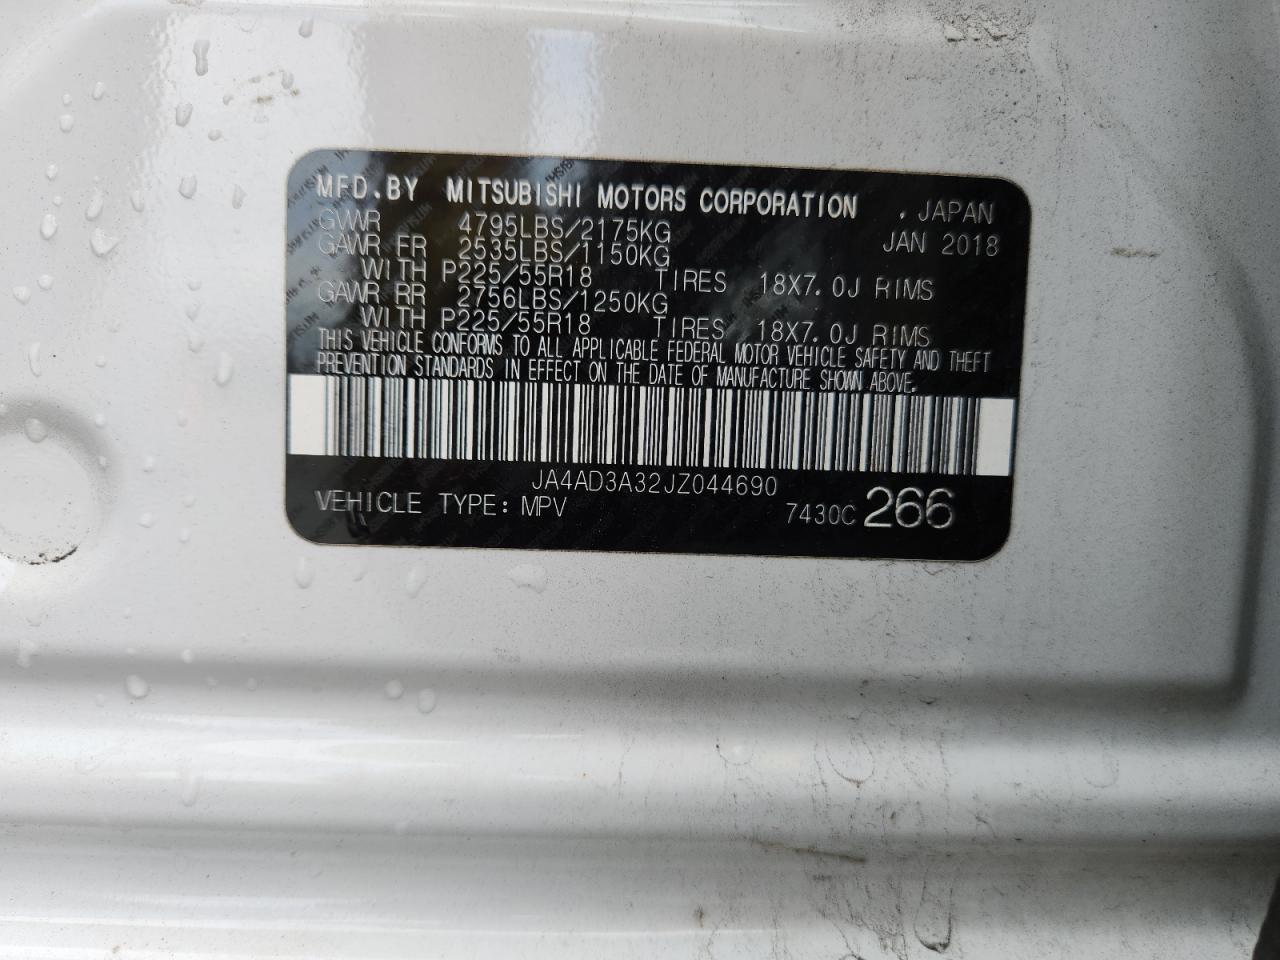 MFD.BY MITSUBISHI MOTORS CORPORATION . JAPAN
GVWR 4795LBS/2175KG JAN 2018
GAWR FR 2535LBS/1150KG
WITH P225/55R18 TIRES 18X7.0J RIMS
GAWR RR 2756LBS/1250KG
WITH P225/55R18 TIRES 18X7.0J RIMS
THIS VEHICLE CONFORMS TO ALL APPLICABLE FEDERAL MOTOR VEHICLE SAFETY AND THEFT
PREVENTION STANDARDS IN EFFECT ON THE DATE OF MANUFACTURE SHOWN ABOVE.
JA4AD3A32JZ044690
VEHICLE TYPE: MPV 7430C 266